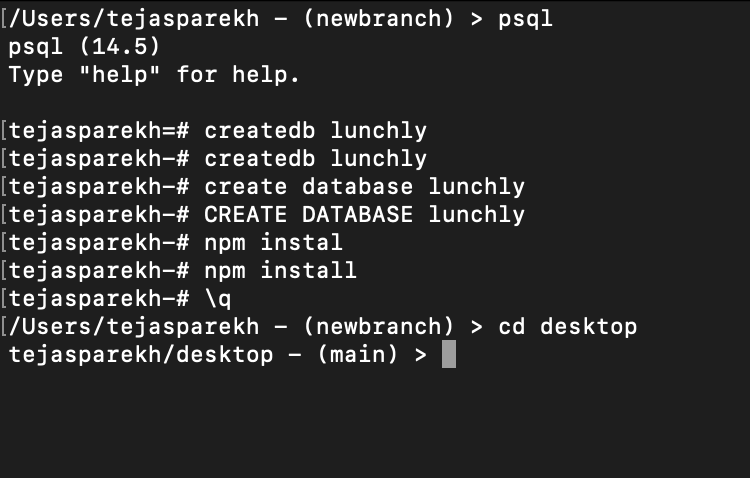 [/Users/tejasparekh - (newbranch) > psql
psql (14.5)
Type "help" for help.
[tejasparekh=# createdb lunchly
[tejasparekh-# createdb lunchly
[tejasparekh-# create database lunchly
[tejasparekh-# CREATE DATABASE lunchly
[tejasparekh-# npm instal
[tejasparekh-# npm install
[tejasparekh-# \q
[/Users/tejasparekh - (newbranch) > cd desktop
tejasparekh/desktop - (main) >